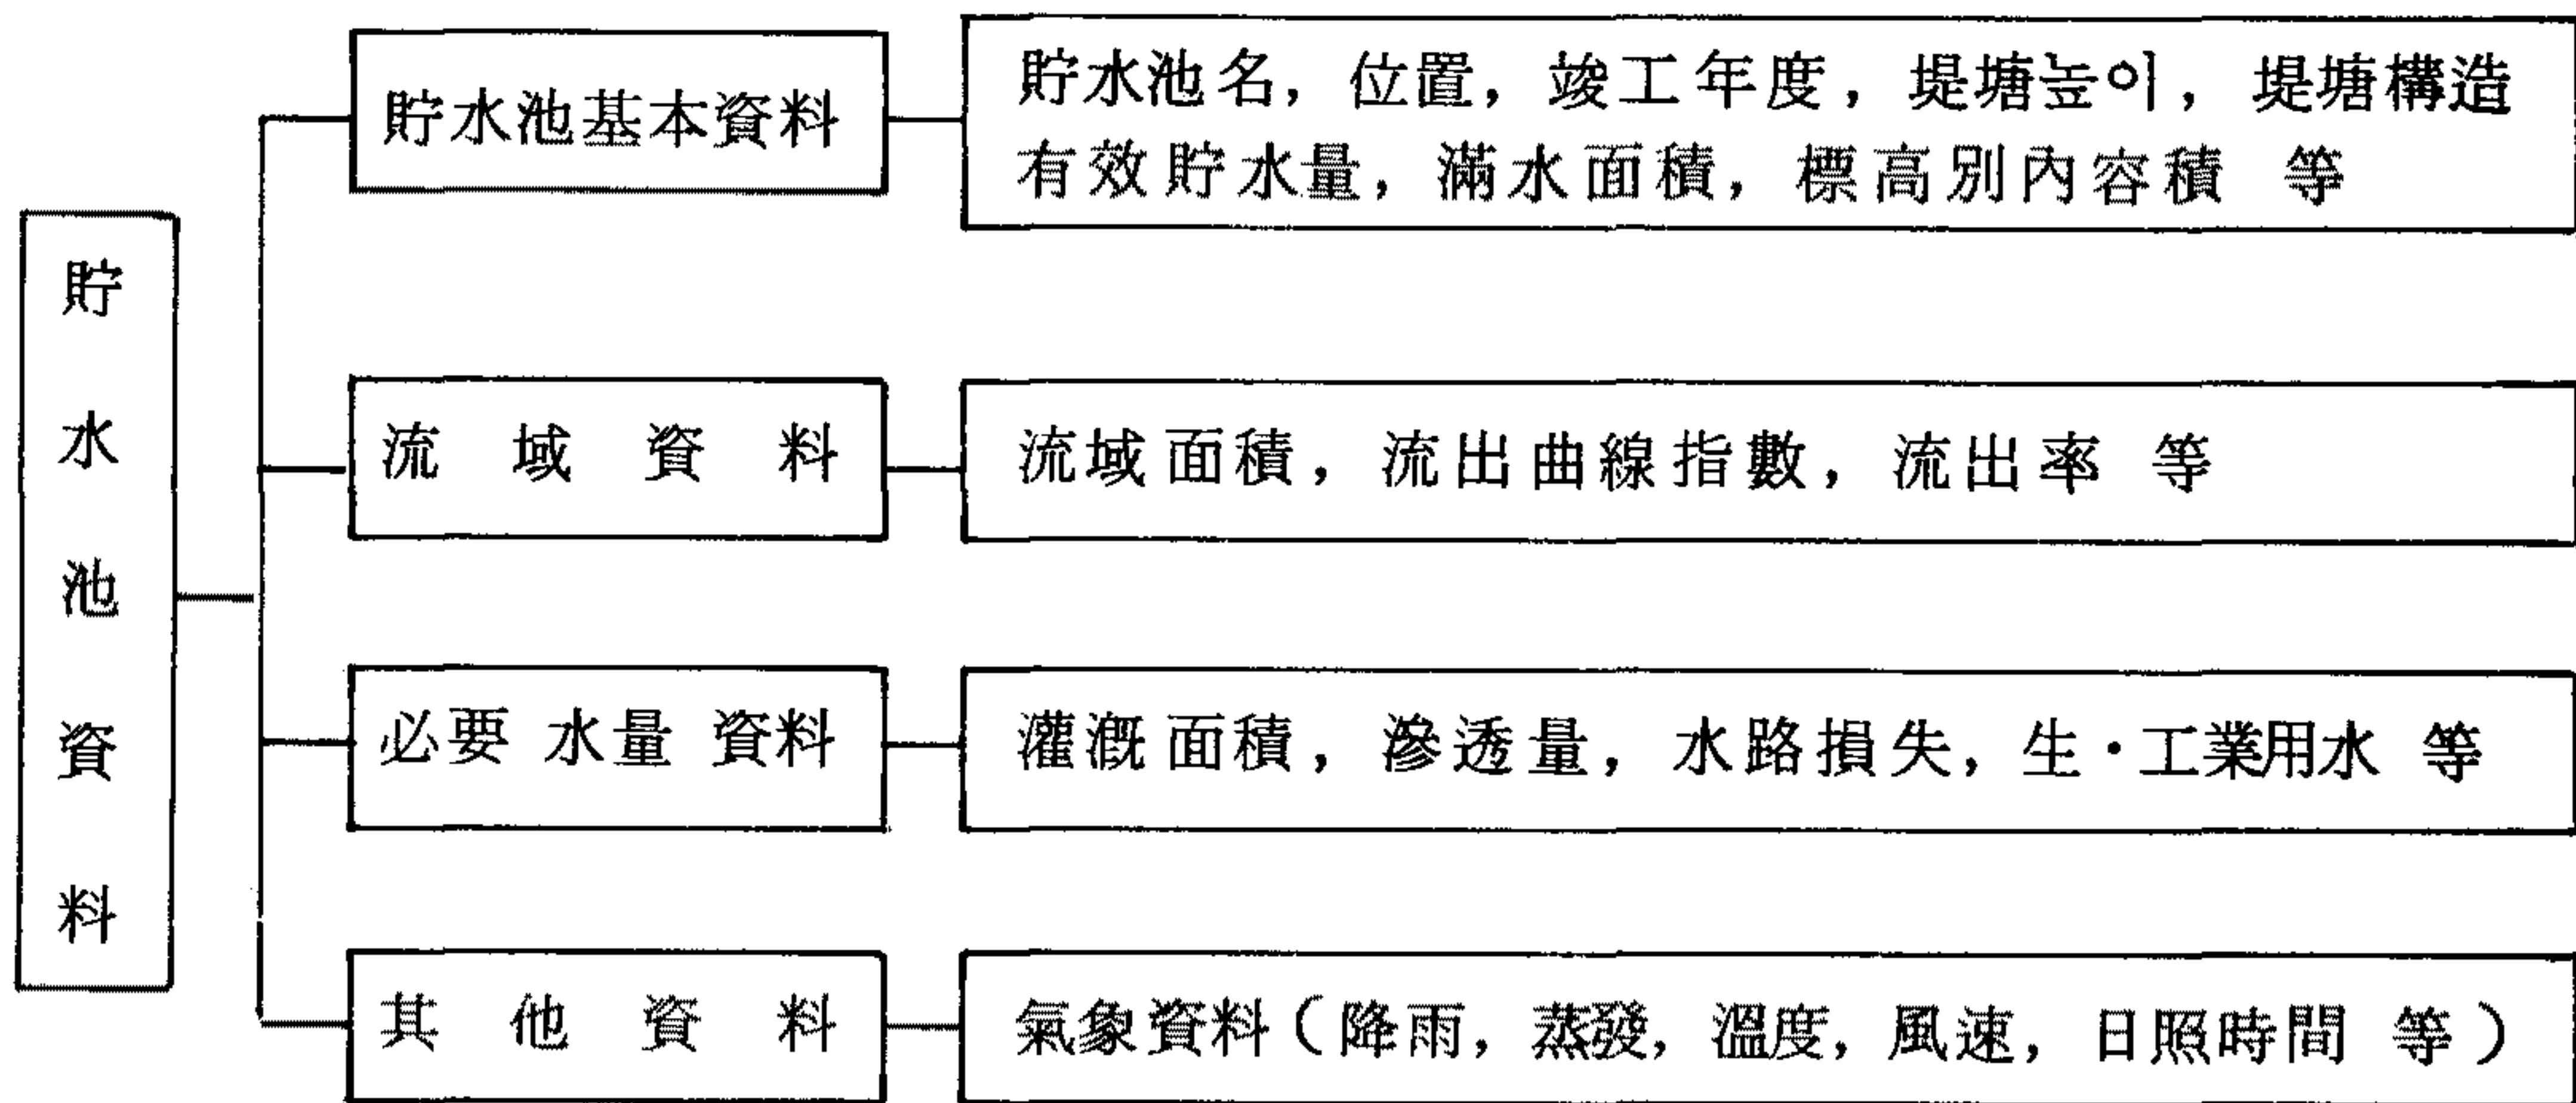 貯水池資料
貯水池基本資料
貯水池名, 位置, 竣工年度, 堤塘높이, 堤塘構造
有效貯水量, 滿水面積, 標高別內容積 等
流域資料
流域面積, 流出曲線指數, 流出率 等
必要水量資料
灌漑面積, 滲透量, 水路損失, 生·工業用水 等
其他資料
氣象資料(降雨, 蒸發, 溫度, 風速, 日照時間 等)